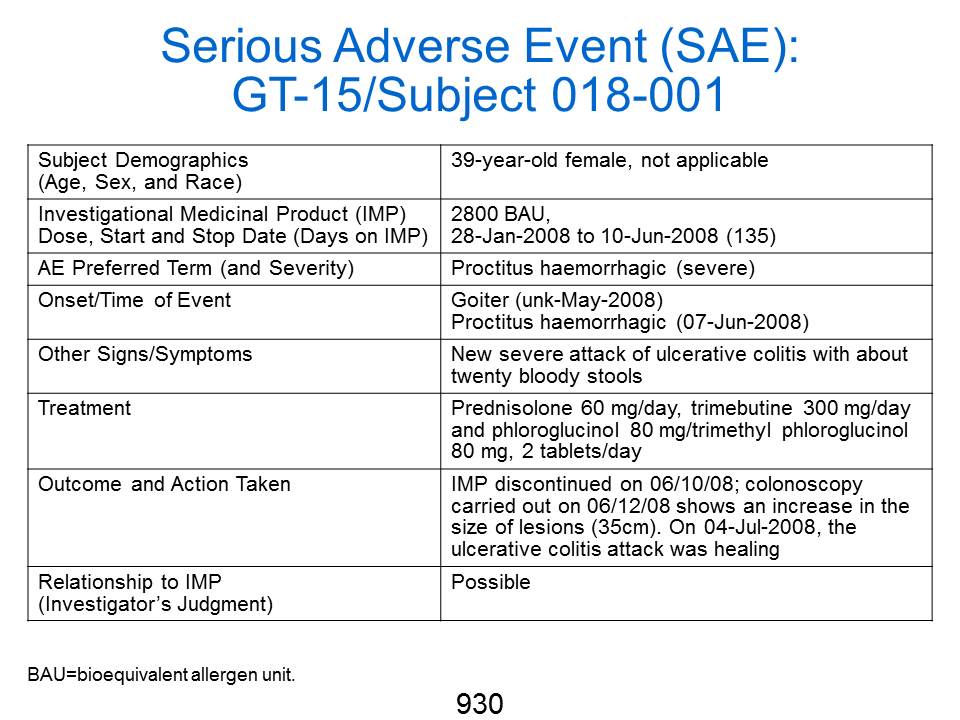 Serious Adverse Event (SAE):
GT-15/Subject 018-001
Subject Demographics
(Age, Sex, and Race)
39-year-old female, not applicable
Investigational Medicinal Product (IMP)
Dose, Start and Stop Date (Days on IMP)
2800 BAU,
28-Jan-2008 to 10-Jun-2008 (135)
AE Preferred Term (and Severity)
Proctitus haemorrhagic (severe)
Onset/Time of Event
Goiter (unk-May-2008)
Proctitus haemorrhagic (07-Jun-2008)
Other Signs/Symptoms
New severe attack of ulcerative colitis with about
twenty bloody stools
Treatment
Prednisolone 60 mg/day, trimebutine 300 mg/day
and phloroglucinol 80 mg/trimethyl phloroglucinol
80 mg, 2 tablets/day
Outcome and Action Taken
IMP discontinued on 06/10/08; colonoscopy
carried out on 06/12/08 shows an increase in the
size of lesions (35cm). On 04-Jul-2008, the
ulcerative colitis attack was healing
Relationship to IMP
(Investigator's Judgment)
Possible
BAU=bioequivalent allergen unit.
930